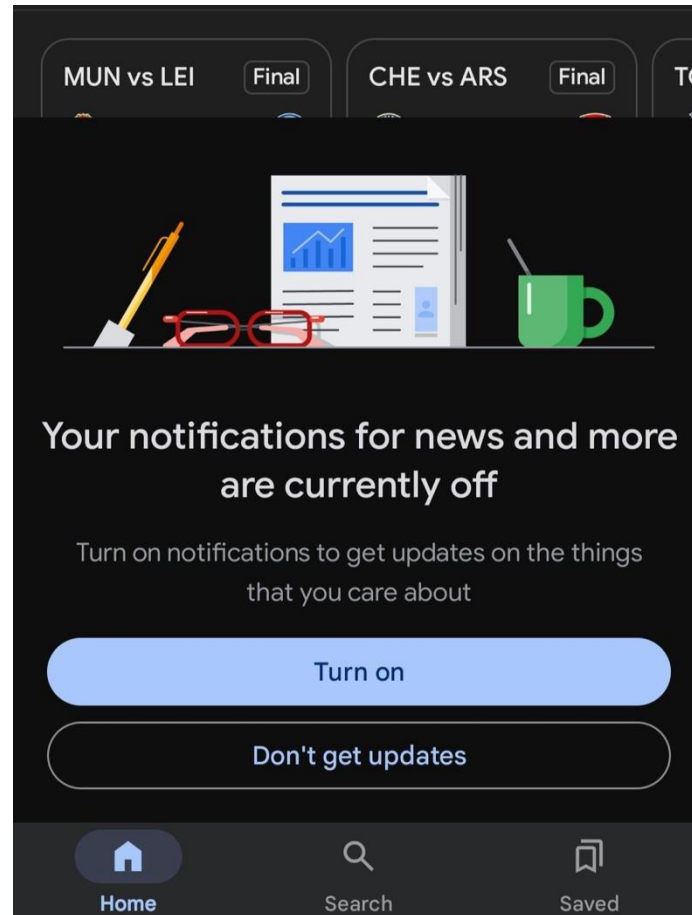 MUN vs LEI Final CHE vs ARS Final
Your notifications for news and more
are currently off
Turn on notifications to get updates on the things
that you care about
Turn on
Don't get updates
Home Search Saved